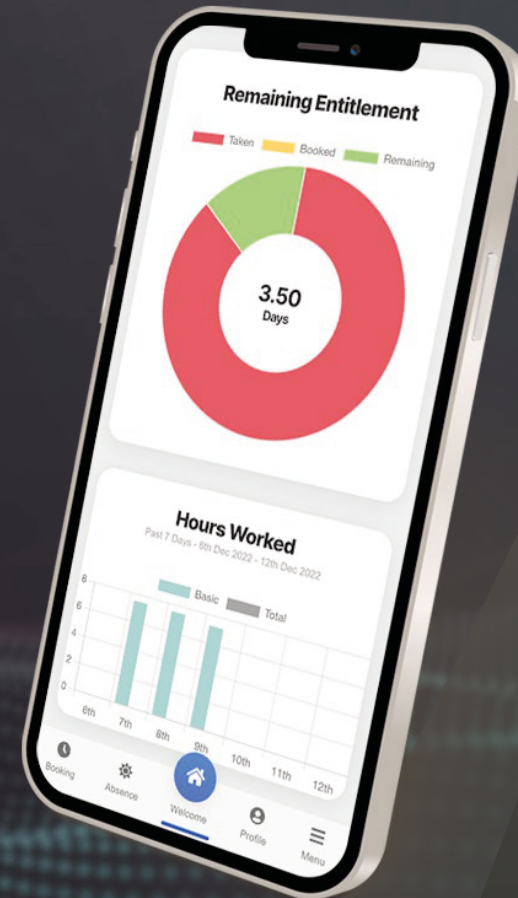 Remaining Entitlement
Taken Booked Remaining
3.50
Days
Hours Worked
Past 7 Days - 6th Dec 2022 - 12th Dec 2022
Basic Total
8
6
4
2
0
6th 7th 8th 9th 10th 11th 12th
Booking Absence Welcome Profile Menu